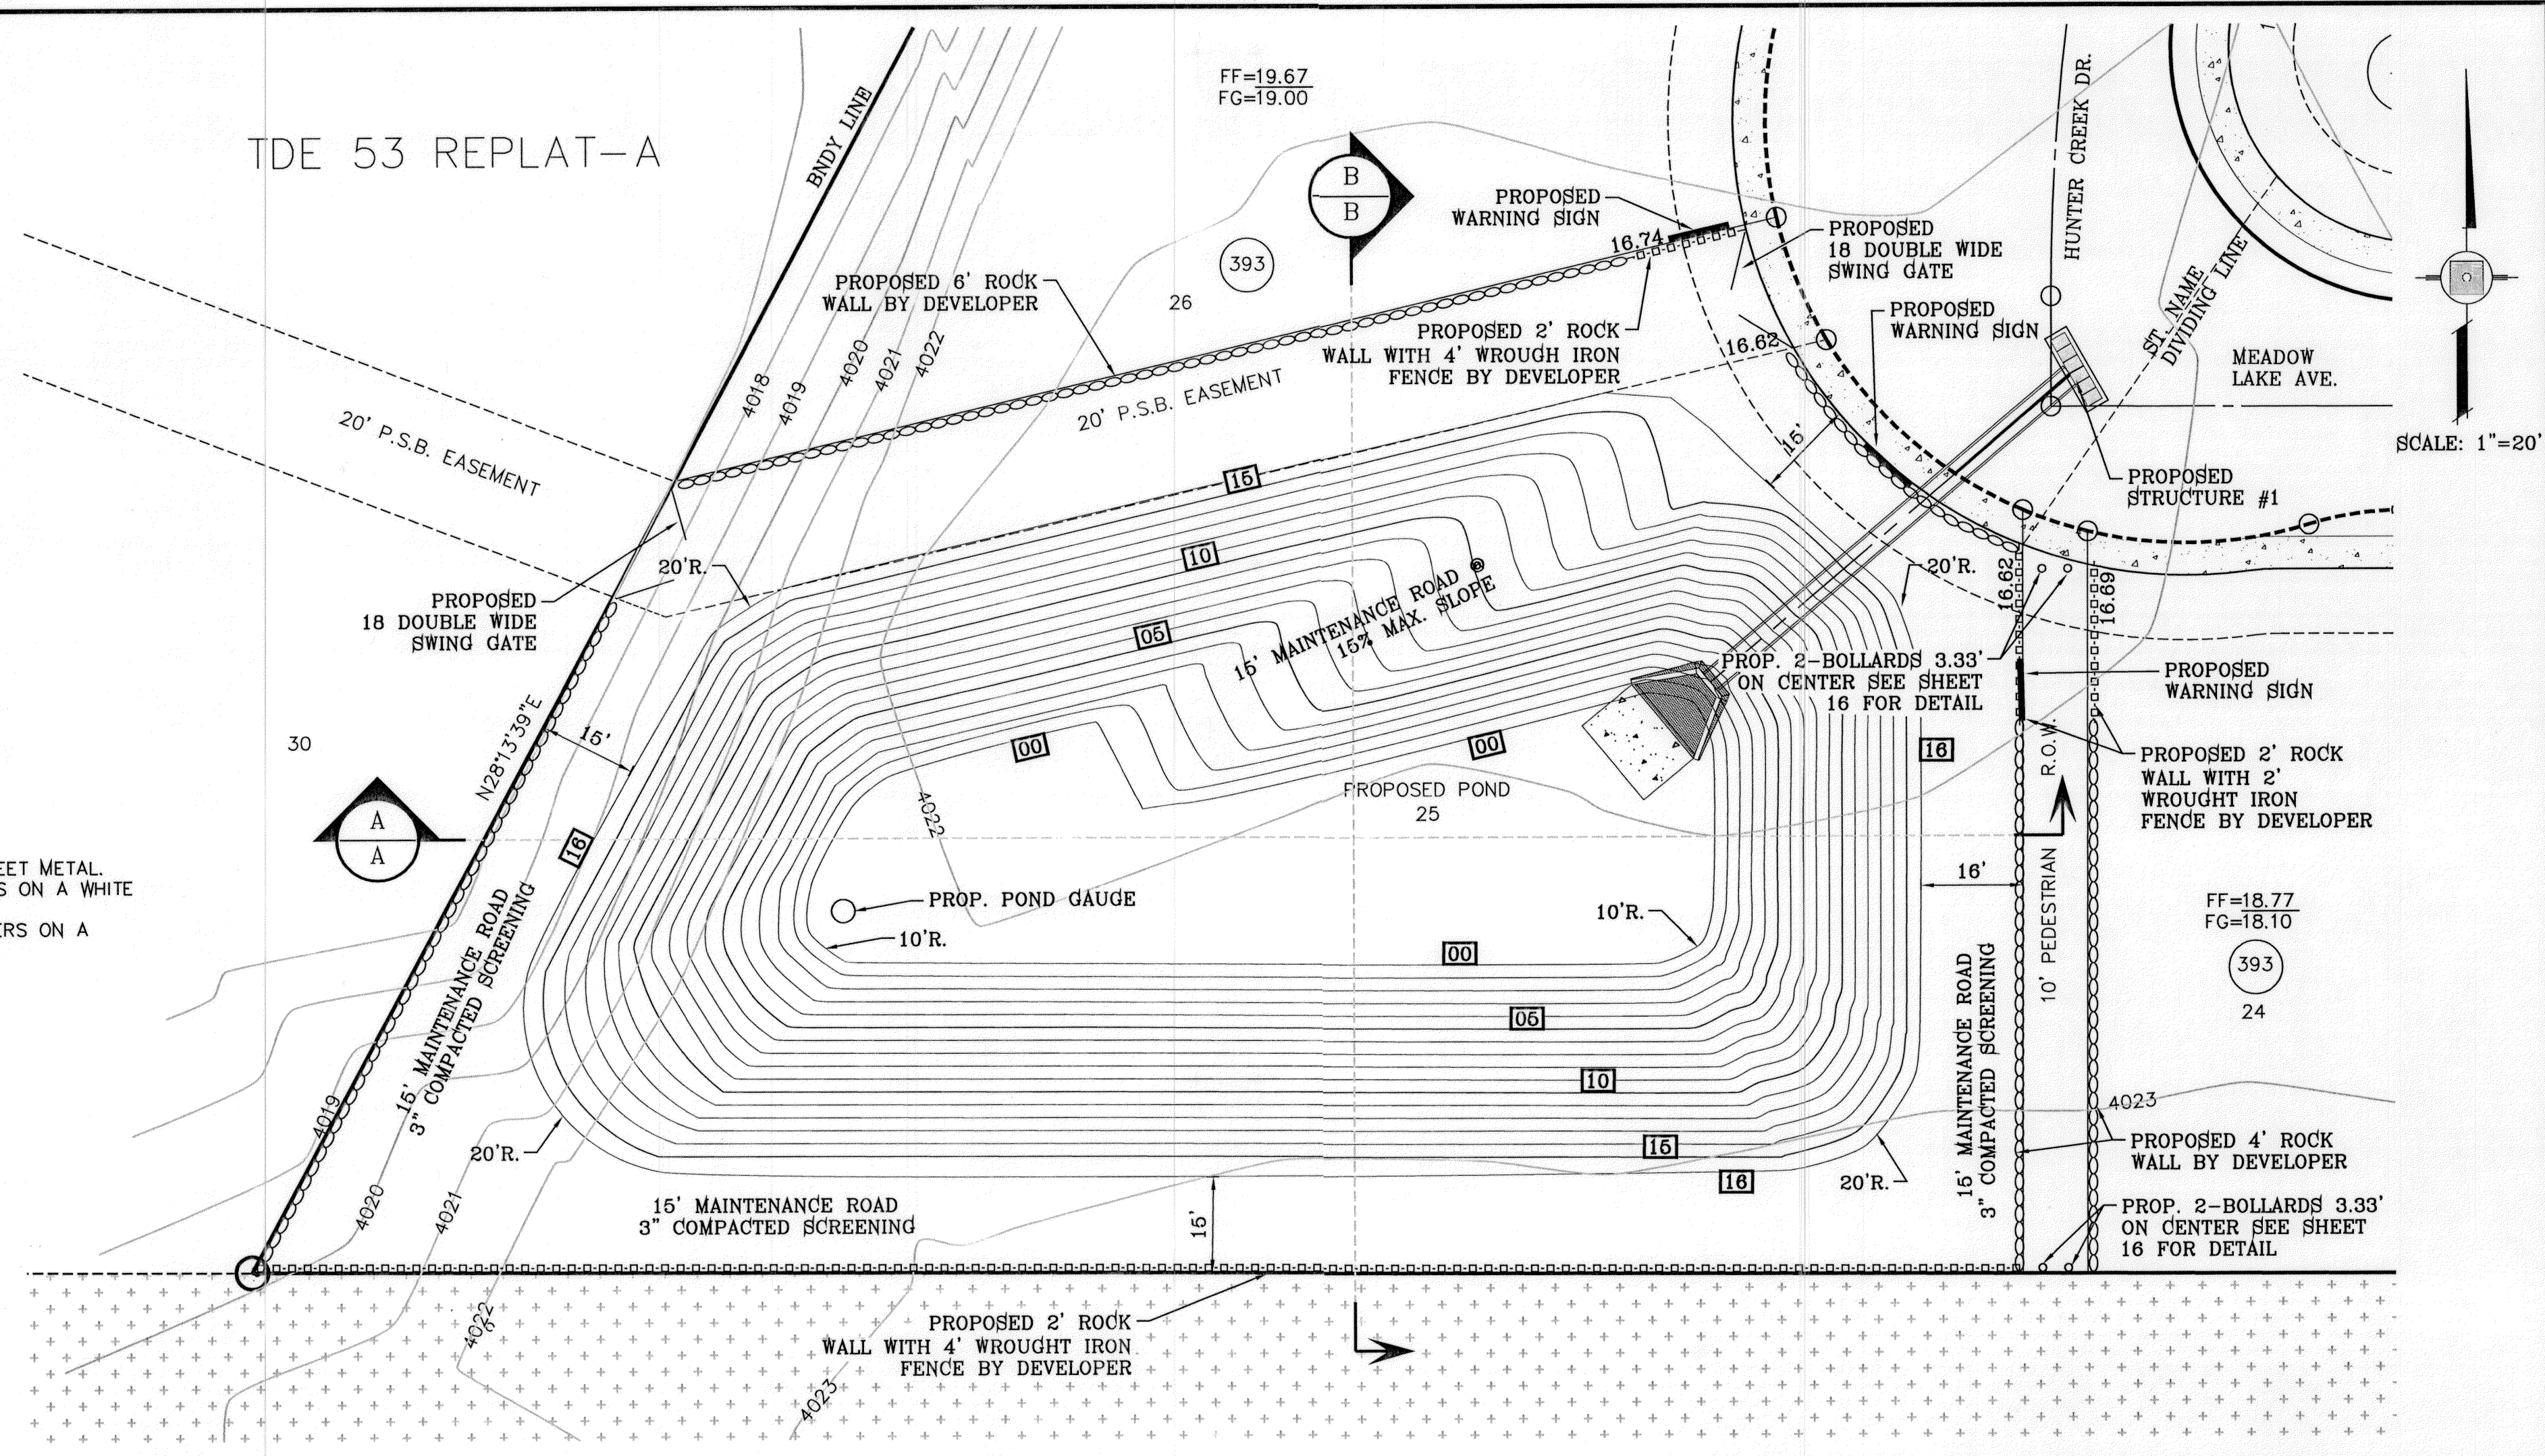 TDE 53 REPLAT-A
BNDY LINE
FF=19.67
FG=19.00
B
B
PROPOSED
WARNING SIGN
16.74
PROPOSED
18 DOUBLE WIDE
SWING GATE
HUNTER CREEK DR.
ST. NAME
DIVIDING LINE
MEADOW
LAKE AVE.
SCALE: 1"=20'
393
26
PROPOSED 6' ROCK
WALL BY DEVELOPER
PROPOSED 2' ROCK
WALL WITH 4' WROUGH IRON
FENCE BY DEVELOPER
16.62
PROPOSED
WARNING SIGN
PROPOSED
STRUCTURE #1
4018
4019
4020
4021
4022
20' P.S.B. EASEMENT
20' P.S.B. EASEMENT
15'
15
10
05
00
00
20'R.
20'R.
PROPOSED
18 DOUBLE WIDE
SWING GATE
15' MAINTENANCE ROAD @
15% MAX. SLOPE
PROP. 2-BOLLARDS 3.33'
ON CENTER SEE SHEET
16 FOR DETAIL
16.62
16.69
PROPOSED
WARNING SIGN
PROPOSED 2' ROCK
WALL WITH 2'
WROUGHT IRON
FENCE BY DEVELOPER
N28°13'39"E
15'
30
A
A
16
16
4022
PROPOSED POND
25
PROP. POND GAUGE
10'R.
10'R.
00
05
10
15
16
16'
10' PEDESTRIAN R.O.W.
FF=18.77
FG=18.10
393
24
EET METAL.
S ON A WHITE
ERS ON A
15' MAINTENANCE ROAD
3" COMPACTED SCREENING
15' MAINTENANCE ROAD
3" COMPACTED SCREENING
4019
4020
4021
20'R.
20'R.
4023
PROPOSED 4' ROCK
WALL BY DEVELOPER
15' MAINTENANCE ROAD
3" COMPACTED SCREENING
15'
PROP. 2-BOLLARDS 3.33'
ON CENTER SEE SHEET
16 FOR DETAIL
4022
PROPOSED 2' ROCK
WALL WITH 4' WROUGHT IRON
FENCE BY DEVELOPER
4023